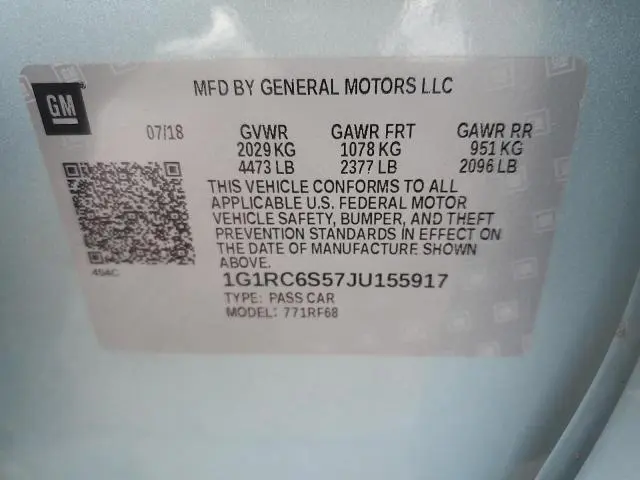 GM
MFD BY GENERAL MOTORS LLC
07/18 GVWR GAWR FRT GAWR RR
2029 KG 1078 KG 951 KG
4473 LB 2377 LB 2096 LB
THIS VEHICLE CONFORMS TO ALL
APPLICABLE U.S. FEDERAL MOTOR
VEHICLE SAFETY, BUMPER, AND THEFT
PREVENTION STANDARDS IN EFFECT ON
THE DATE OF MANUFACTURE SHOWN
ABOVE.
454C
1G1RC6S57JU155917
TYPE: PASS CAR
MODEL: 771RF68